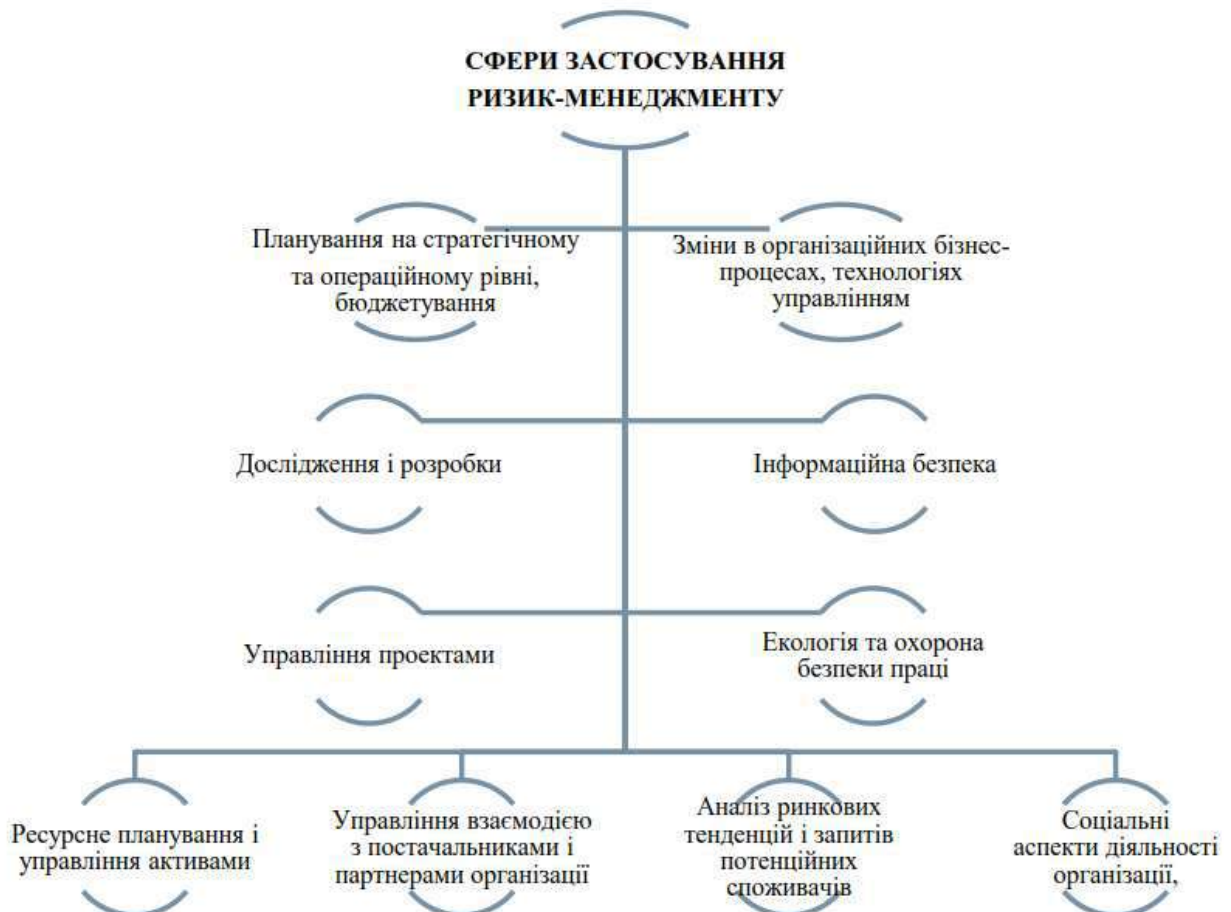 СФЕРИ ЗАСТОСУВАННЯ
РИЗИК-МЕНЕДЖМЕНТУ
Планування на стратегічному
та операційному рівні,
бюджетування
Зміни в організаційних бізнес-
процесах, технологіях
управлінням
Дослідження і розробки
Інформаційна безпека
Управління проектами
Екологія та охорона
безпеки праці
Ресурсне планування і
управління активами
Управління взаємодією
з постачальниками і
партнерами організації
Аналіз ринкових
тенденцій і запитів
потенційних
споживачів
Соціальні
аспекти діяльності
організації,